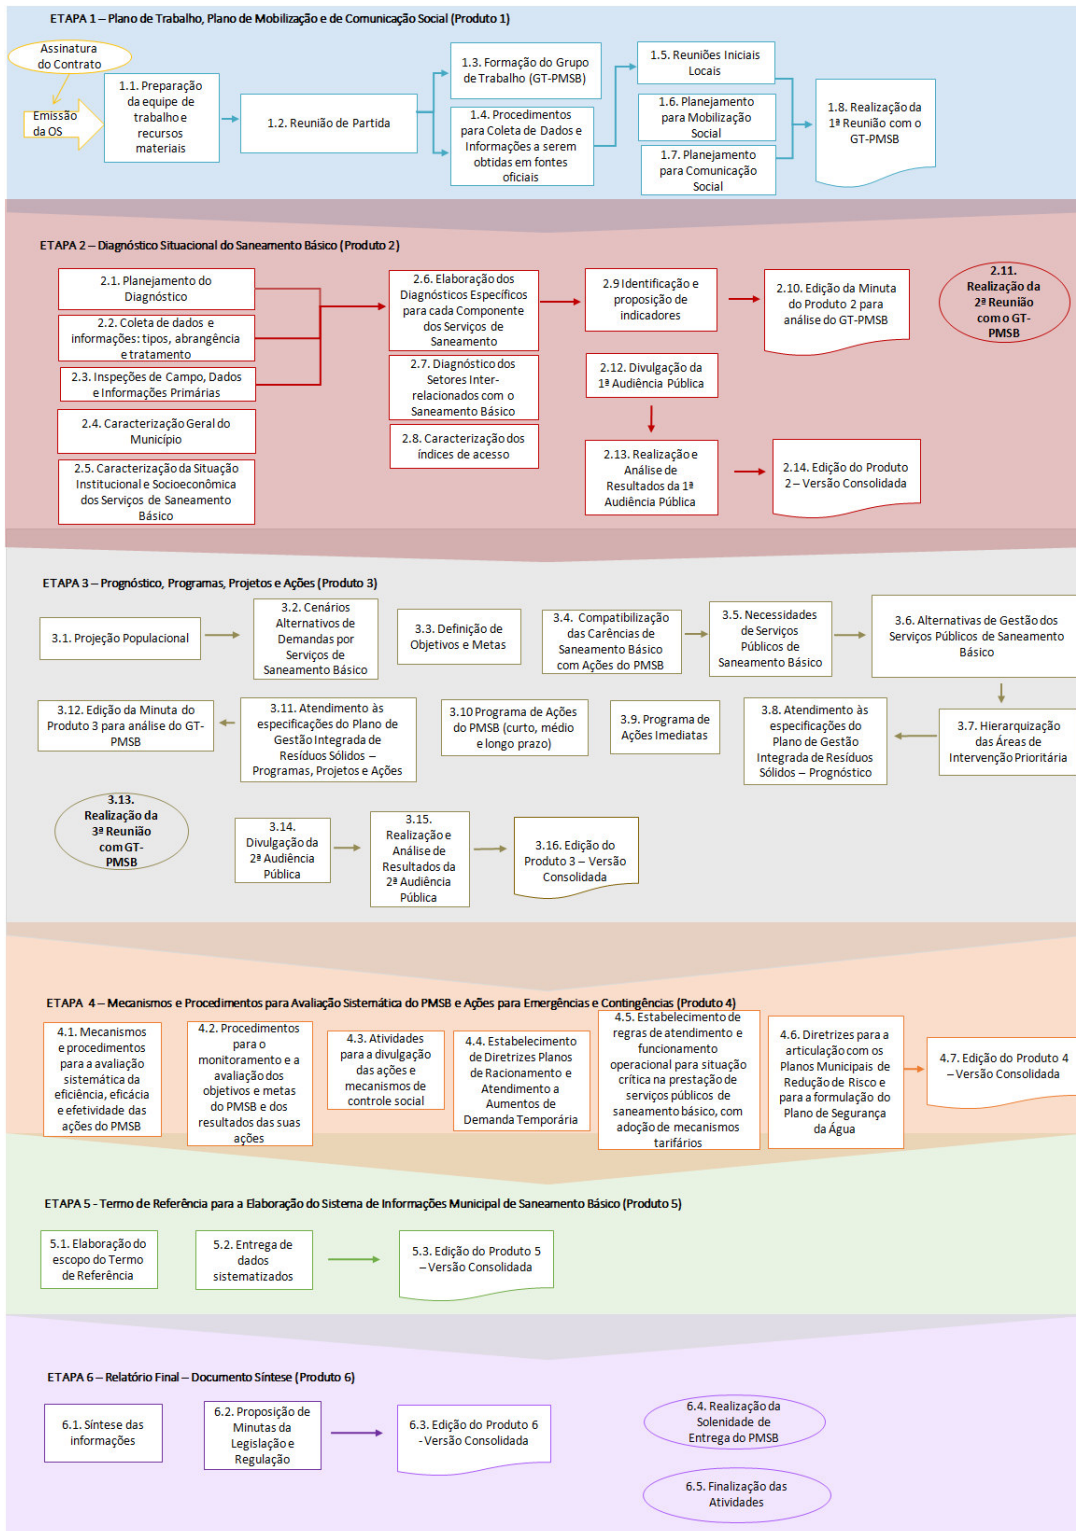 ETAPA 1 – Plano de Trabalho, Plano de Mobilização e de Comunicação Social (Produto 1)
Assinatura
do Contrato
Emissão
da OS
1.1. Preparação
da equipe de
trabalho e
recursos
materiais
1.2. Reunião de Partida
1.3. Formação do Grupo
de Trabalho (GT-PMSB)
1.4. Procedimentos
para Coleta de Dados e
Informações a serem
obtidas em fontes
oficiais
1.5. Reuniões Iniciais
Locais
1.6. Planejamento
para Mobilização
Social
1.7. Planejamento
para Comunicação
Social
1.8. Realização da
1ª Reunião com o
GT-PMSB
ETAPA 2 – Diagnóstico Situacional do Saneamento Básico (Produto 2)
2.1. Planejamento do
Diagnóstico
2.2. Coleta de dados e
informações: tipos, abrangência
e tratamento
2.3. Inspeções de Campo, Dados
e Informações Primárias
2.4. Caracterização Geral do
Município
2.5. Caracterização da Situação
Institucional e Socioeconômica
dos Serviços de Saneamento
Básico
2.6. Elaboração dos
Diagnósticos Específicos
para cada Componente
dos Serviços de
Saneamento
2.7. Diagnóstico dos
Setores Inter-
relacionados com o
Saneamento Básico
2.8. Caracterização dos
índices de acesso
2.9 Identificação e
proposição de
indicadores
2.10. Edição da Minuta
do Produto 2 para
análise do GT-PMSB
2.11.
Realização da
2ª Reunião
com o GT-
PMSB
2.12. Divulgação da
1ª Audiência Pública
2.13. Realização e
Análise de
Resultados da 1ª
Audiência Pública
2.14. Edição do Produto
2 – Versão Consolidada
ETAPA 3 – Prognóstico, Programas, Projetos e Ações (Produto 3)
3.1. Projeção Populacional
3.2. Cenários
Alternativos de
Demandas por
Serviços de
Saneamento Básico
3.3. Definição de
Objetivos e Metas
3.4. Compatibilização
das Carências de
Saneamento Básico
com Ações do PMSB
3.5. Necessidades
de Serviços
Públicos de
Saneamento Básico
3.6. Alternativas de Gestão dos
Serviços Públicos de Saneamento
Básico
3.12. Edição da Minuta do
Produto 3 para análise do GT-
PMSB
3.11. Atendimento às
especificações do Plano de
Gestão Integrada de
Resíduos Sólidos –
Programas, Projetos e Ações
3.10 Programa de Ações
do PMSB (curto, médio
e longo prazo)
3.9. Programa de
Ações Imediatas
3.8. Atendimento às
especificações do
Plano de Gestão
Integrada de Resíduos
Sólidos – Prognóstico
3.7. Hierarquização
das Áreas de
Intervenção Prioritária
3.13.
Realização da
3ª Reunião
com GT-
PMSB
3.14.
Divulgação da
2ª Audiência
Pública
3.15.
Realização e
Análise de
Resultados da
2ª Audiência
Pública
3.16. Edição do
Produto 3 – Versão
Consolidada
ETAPA 4 – Mecanismos e Procedimentos para Avaliação Sistemática do PMSB e Ações para Emergências e Contingências (Produto 4)
4.1. Mecanismos
e procedimentos
para a avaliação
sistemática da
eficiência, eficácia
e efetividade das
ações do PMSB
4.2. Procedimentos
para o
monitoramento e a
avaliação dos
objetivos e metas
do PMSB e dos
resultados das suas
ações
4.3. Atividades
para a divulgação
das ações e
mecanismos de
controle social
4.4. Estabelecimento
de Diretrizes Planos
de Racionamento e
Atendimento a
Aumentos de
Demanda Temporária
4.5. Estabelecimento de
regras de atendimento e
funcionamento
operacional para situação
crítica na prestação de
serviços públicos de
saneamento básico, com
adoção de mecanismos
tarifários
4.6. Diretrizes para a
articulação com os
Planos Municipais de
Redução de Risco e
para a formulação do
Plano de Segurança
da Água
4.7. Edição do Produto 4
– Versão Consolidada
ETAPA 5 - Termo de Referência para a Elaboração do Sistema de Informações Municipal de Saneamento Básico (Produto 5)
5.1. Elaboração do
escopo do Termo
de Referência
5.2. Entrega de
dados
sistematizados
5.3. Edição do Produto 5
– Versão Consolidada
ETAPA 6 – Relatório Final – Documento Síntese (Produto 6)
6.1. Síntese das
informações
6.2. Proposição de
Minutas da
Legislação e
Regulação
6.3. Edição do Produto 6
- Versão Consolidada
6.4. Realização da
Solenidade de
Entrega do PMSB
6.5. Finalização das
Atividades